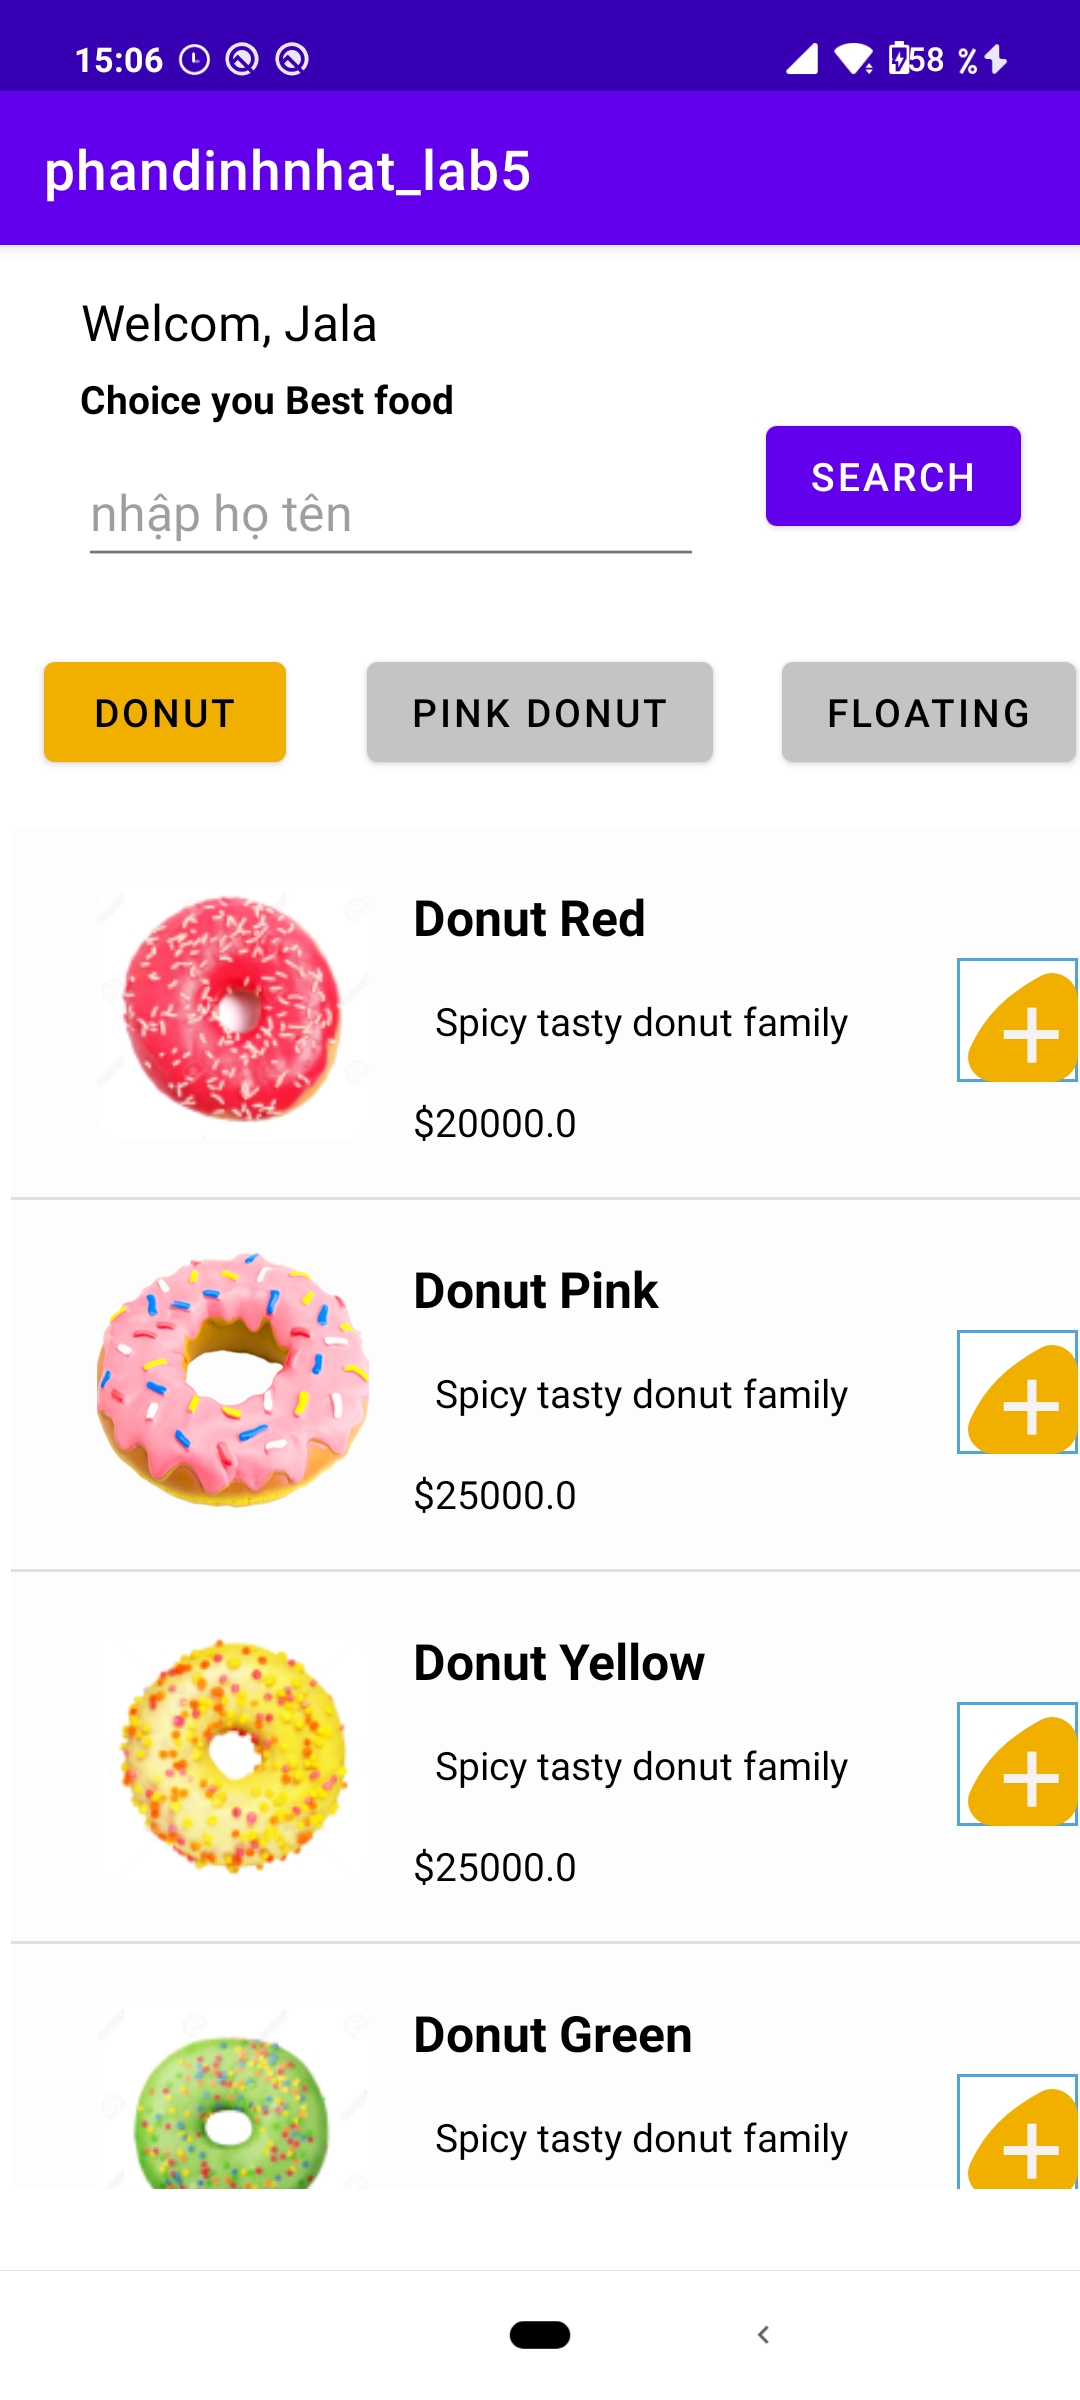 15:06
58 %
phandinhnhat_lab5
Welcom, Jala
Choice you Best food
nhập họ tên
SEARCH
DONUT
PINK DONUT
FLOATING
Donut Red
Spicy tasty donut family
$20000.0
Donut Pink
Spicy tasty donut family
$25000.0
Donut Yellow
Spicy tasty donut family
$25000.0
Donut Green
Spicy tasty donut family